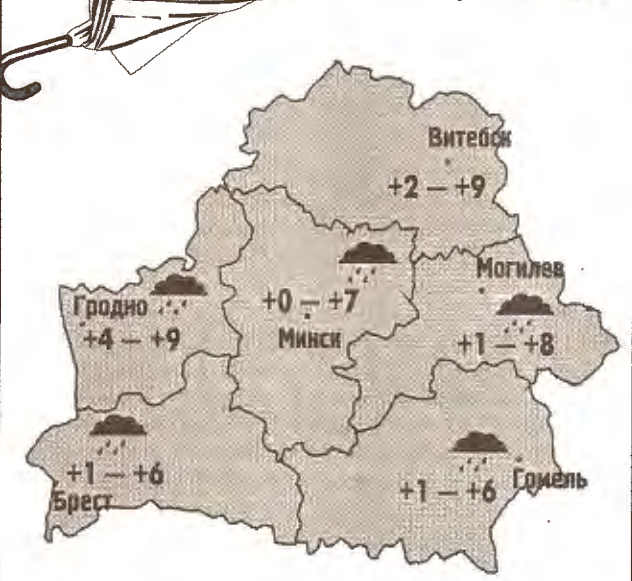 Витебск
+2 — +9
Могилев
+1 — +8
+0 — +7
Минск
Гродно
+4 — +9
+1 — +6
Брест
+1 — +6
Гомель